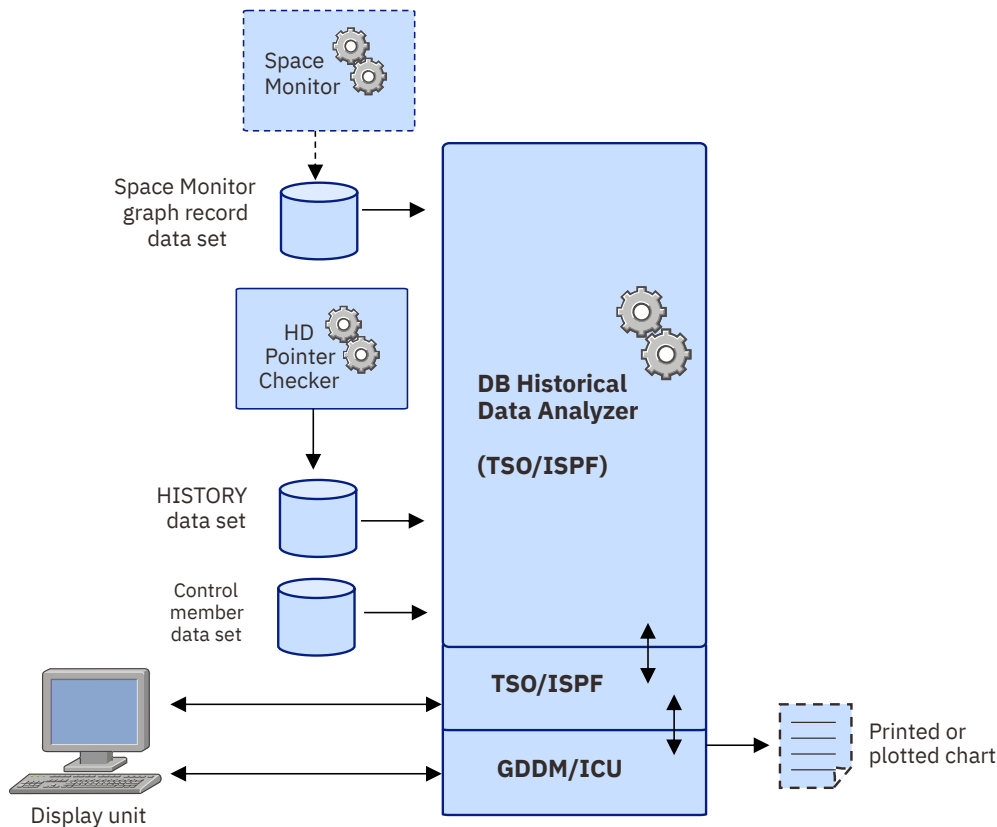 Space
Monitor
Space Monitor
graph record
data set
HD
Pointer
Checker
DB Historical
Data Analyzer
(TSO/ISPF)
HISTORY
data set
Control
member
data set
TSO/ISPF
GDDM/ICU
Printed or
plotted chart
Display unit